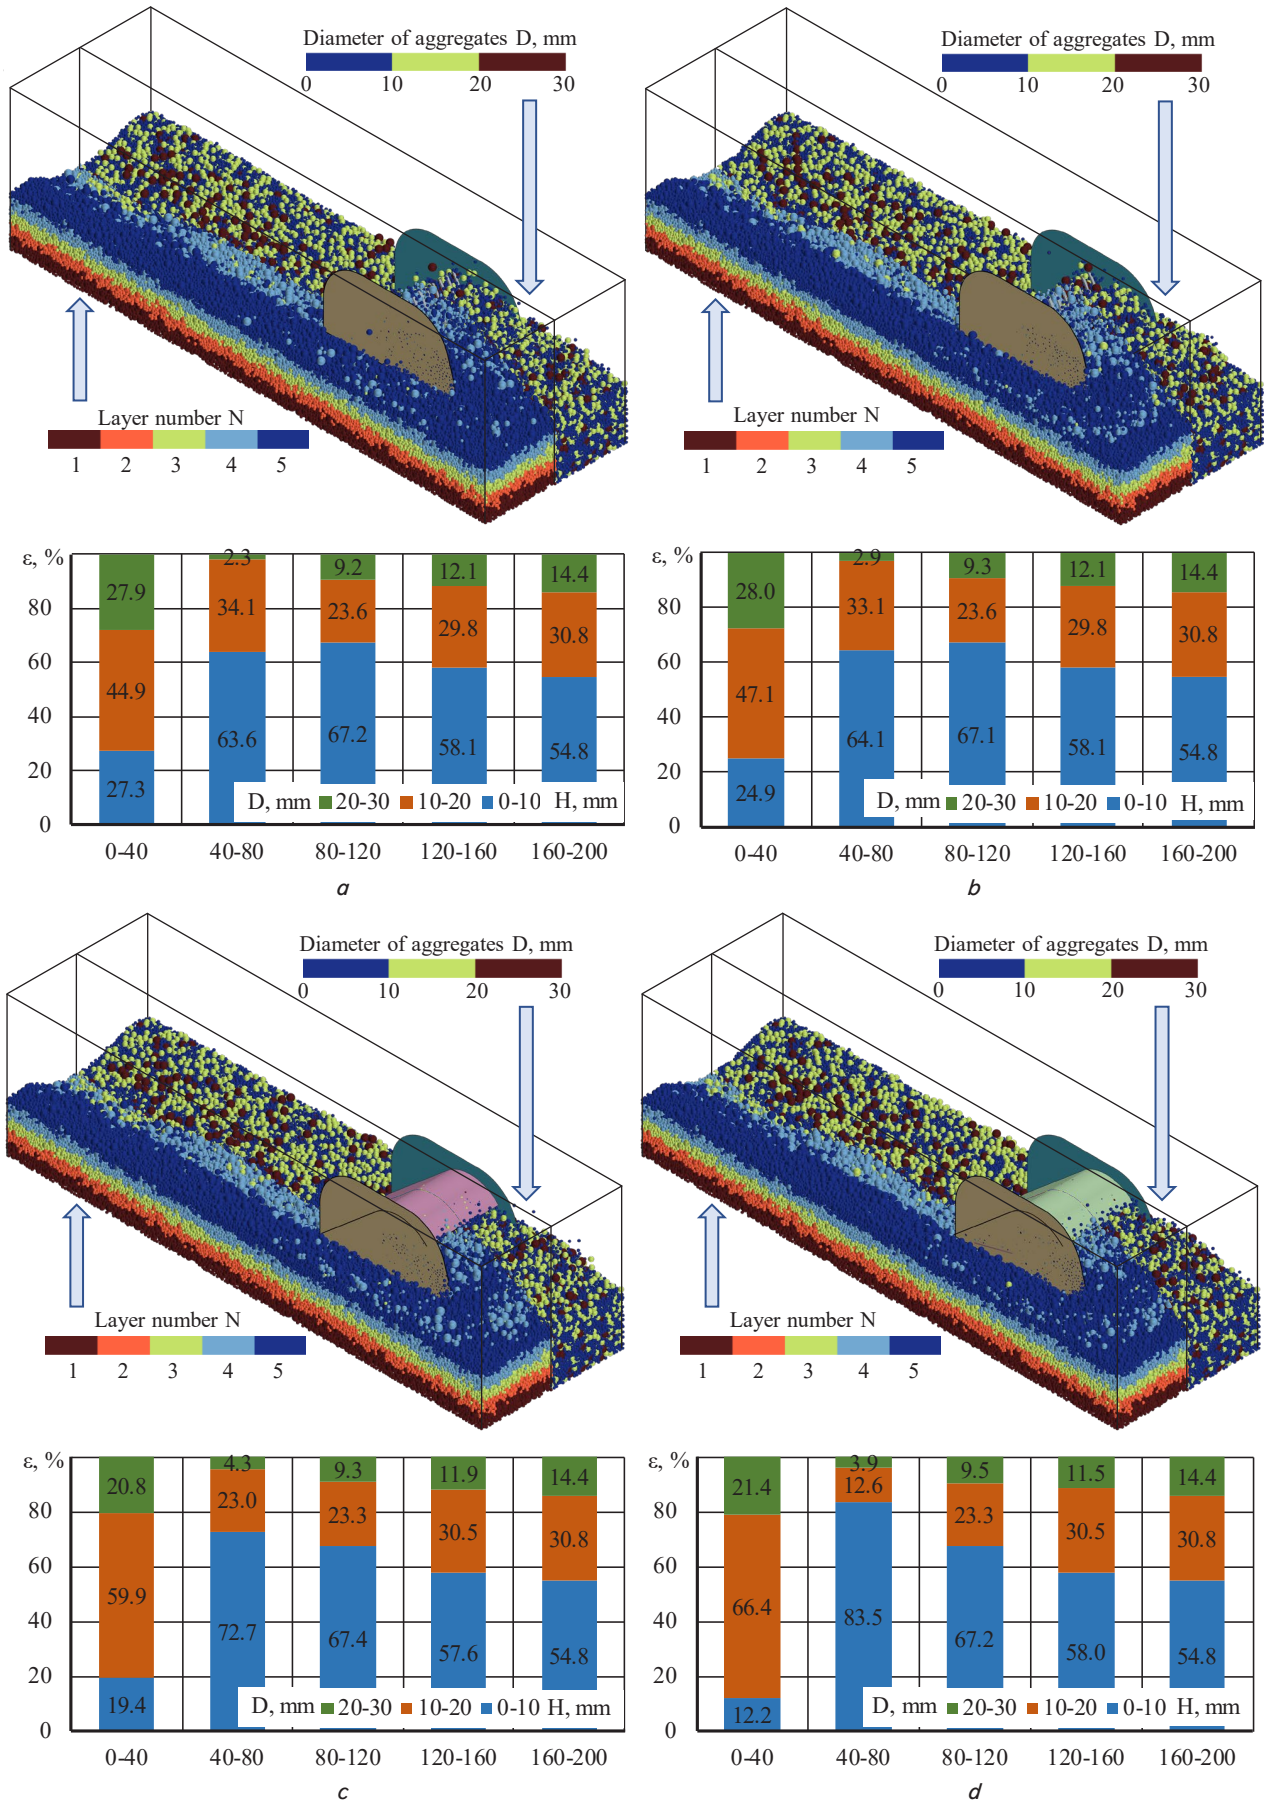 Diameter of aggregates D, mm
0 10 20 30
Layer number N
1 2 3 4 5
Diameter of aggregates D, mm
0 10 20 30
Layer number N
1 2 3 4 5
ε, %
80
60
40
20
0
27.9 2.3 9.2 12.1 14.4
44.9 34.1 23.6 29.8 30.8
27.3 63.6 67.2 58.1 54.8
D, mm 20-30 10-20 0-10 H, mm
0-40 40-80 80-120 120-160 160-200
a
ε, %
80
60
40
20
0
28.0 2.9 9.3 12.1 14.4
47.1 33.1 23.6 29.8 30.8
24.9 64.1 67.1 58.1 54.8
D, mm 20-30 10-20 0-10 H, mm
0-40 40-80 80-120 120-160 160-200
b
Diameter of aggregates D, mm
0 10 20 30
Layer number N
1 2 3 4 5
Diameter of aggregates D, mm
0 10 20 30
Layer number N
1 2 3 4 5
ε, %
80
60
40
20
0
20.8 4.3 9.3 11.9 14.4
59.9 23.0 23.3 30.5 30.8
19.4 72.7 67.4 57.6 54.8
D, mm 20-30 10-20 0-10 H, mm
0-40 40-80 80-120 120-160 160-200
c
ε, %
80
60
40
20
0
21.4 3.9 9.5 11.5 14.4
66.4 12.6 23.3 30.5 30.8
12.2 83.5 67.2 58.0 54.8
D, mm 20-30 10-20 0-10 H, mm
0-40 40-80 80-120 120-160 160-200
d